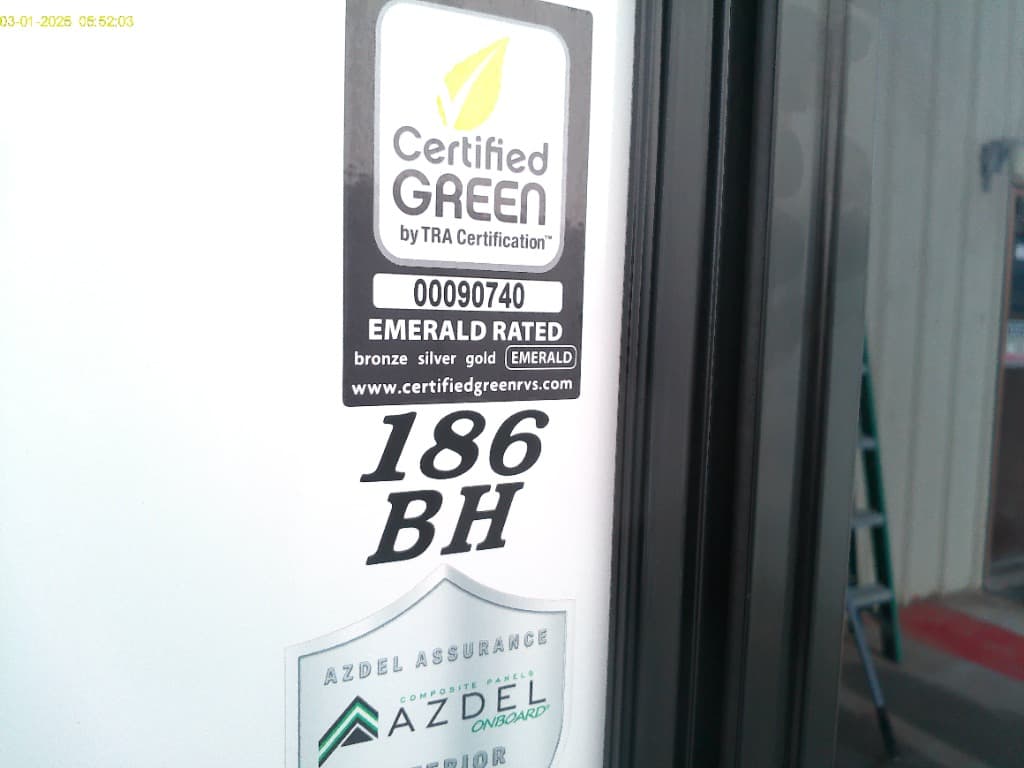 03-01-2025 05:52:03
Certified
GREEN
by TRA Certification™
00090740
EMERALD RATED
bronze silver gold EMERALD
www.certifiedgreenrvs.com
186
BH
AZDEL ASSURANCE
COMPOSITE PANELS
AZDEL
ONBOARD®